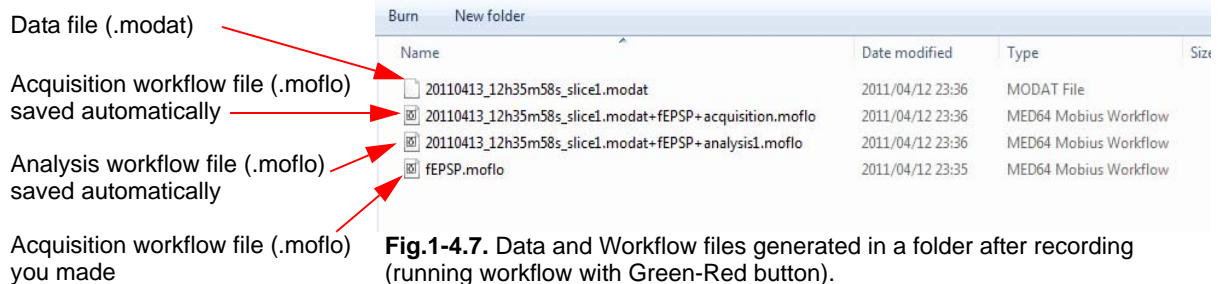 Data file (.modat)
Acquisition workflow file (.moflo)
saved automatically
Analysis workflow file (.moflo)
saved automatically
Acquisition workflow file (.moflo)
you made
Burn New folder
Name Date modified Type Size
20110413_12h35m58s_slice1.modat 2011/04/12 23:36 MODAT File
20110413_12h35m58s_slice1.modat+fEPSP+acquisition.moflo 2011/04/12 23:36 MED64 Mobius Workflow
20110413_12h35m58s_slice1.modat+fEPSP+analysis1.moflo 2011/04/12 23:36 MED64 Mobius Workflow
fEPSP.moflo 2011/04/12 23:35 MED64 Mobius Workflow
Fig.1-4.7. Data and Workflow files generated in a folder after recording
(running workflow with Green-Red button).